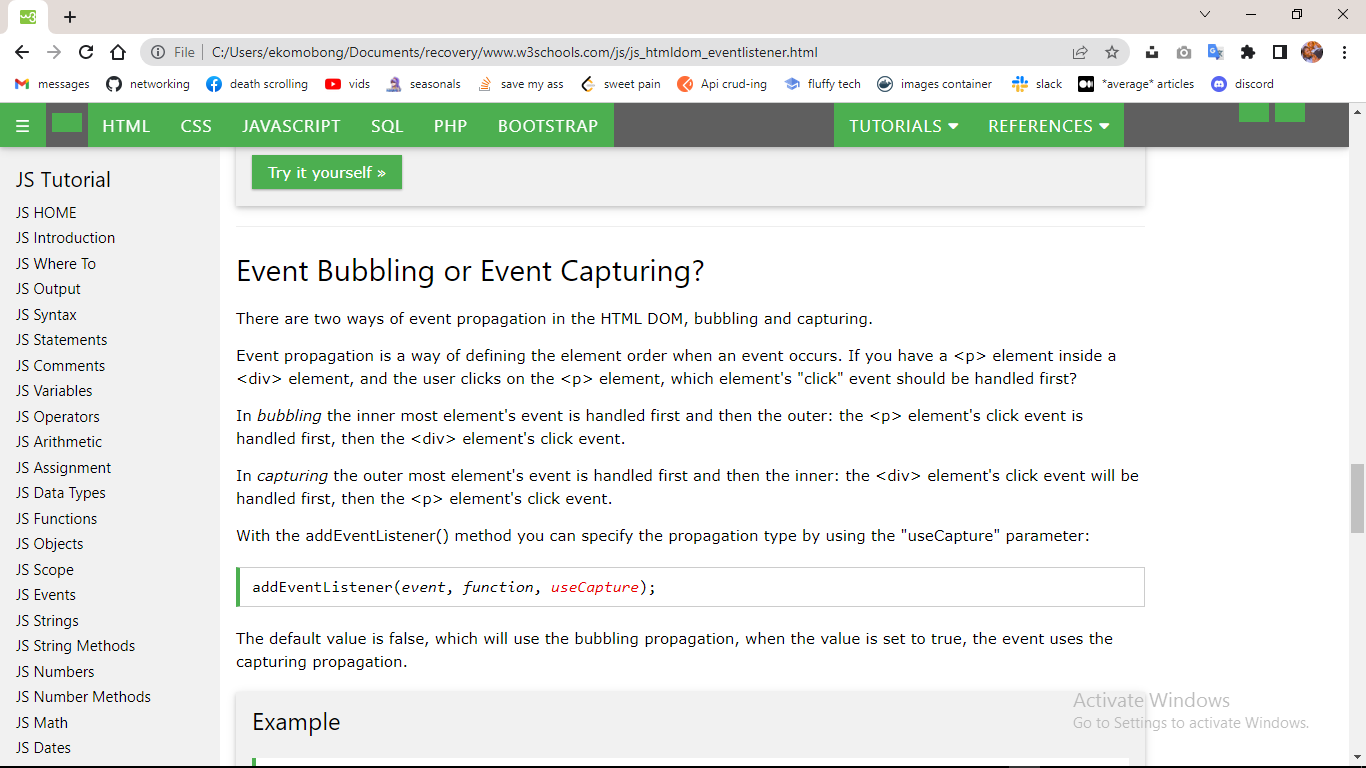 File
C:/Users/ekomobong/Documents/recovery/www.w3schools.com/js/js_htmldom_eventlistener.html
messages networking death scrolling vids seasonals save my ass sweet pain Api crud-ing fluffy tech images container slack *average* articles discord
HTML CSS JAVASCRIPT SQL PHP BOOTSTRAP TUTORIALS REFERENCES
JS Tutorial
JS HOME
JS Introduction
JS Where To
JS Output
JS Syntax
JS Statements
JS Comments
JS Variables
JS Operators
JS Arithmetic
JS Assignment
JS Data Types
JS Functions
JS Objects
JS Scope
JS Events
JS Strings
JS String Methods
JS Numbers
JS Number Methods
JS Math
JS Dates
Try it yourself »
Event Bubbling or Event Capturing?
There are two ways of event propagation in the HTML DOM, bubbling and capturing.
Event propagation is a way of defining the element order when an event occurs. If you have a <p> element inside a
<div> element, and the user clicks on the <p> element, which element's "click" event should be handled first?
In bubbling the inner most element's event is handled first and then the outer: the <p> element's click event is
handled first, then the <div> element's click event.
In capturing the outer most element's event is handled first and then the inner: the <div> element's click event will be
handled first, then the <p> element's click event.
With the addEventListener() method you can specify the propagation type by using the "useCapture" parameter:
addEventListener(event, function, useCapture);
The default value is false, which will use the bubbling propagation, when the value is set to true, the event uses the
capturing propagation.
Example
Activate Windows
Go to Settings to activate Windows.